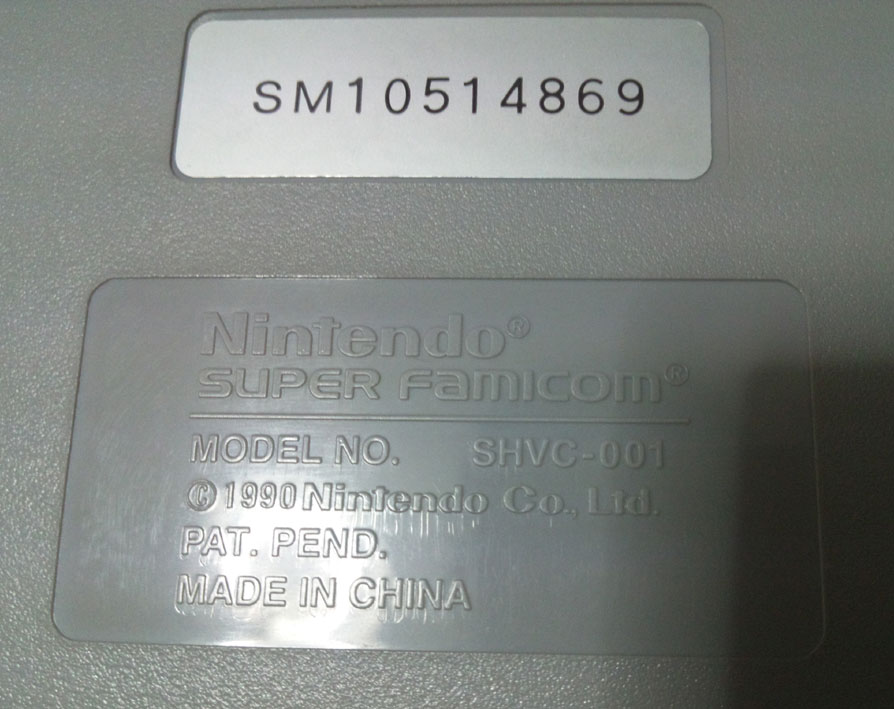 SM10514869
Nintendo®
SUPER Famicom®
MODEL NO. SHVC-001
© 1990 Nintendo Co., Ltd.
PAT. PEND.
MADE IN CHINA